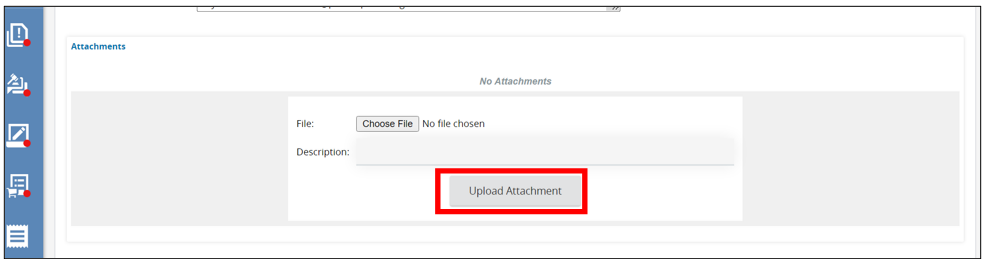 Attachments
No Attachments
File: Choose File No file chosen
Description:
Upload Attachment